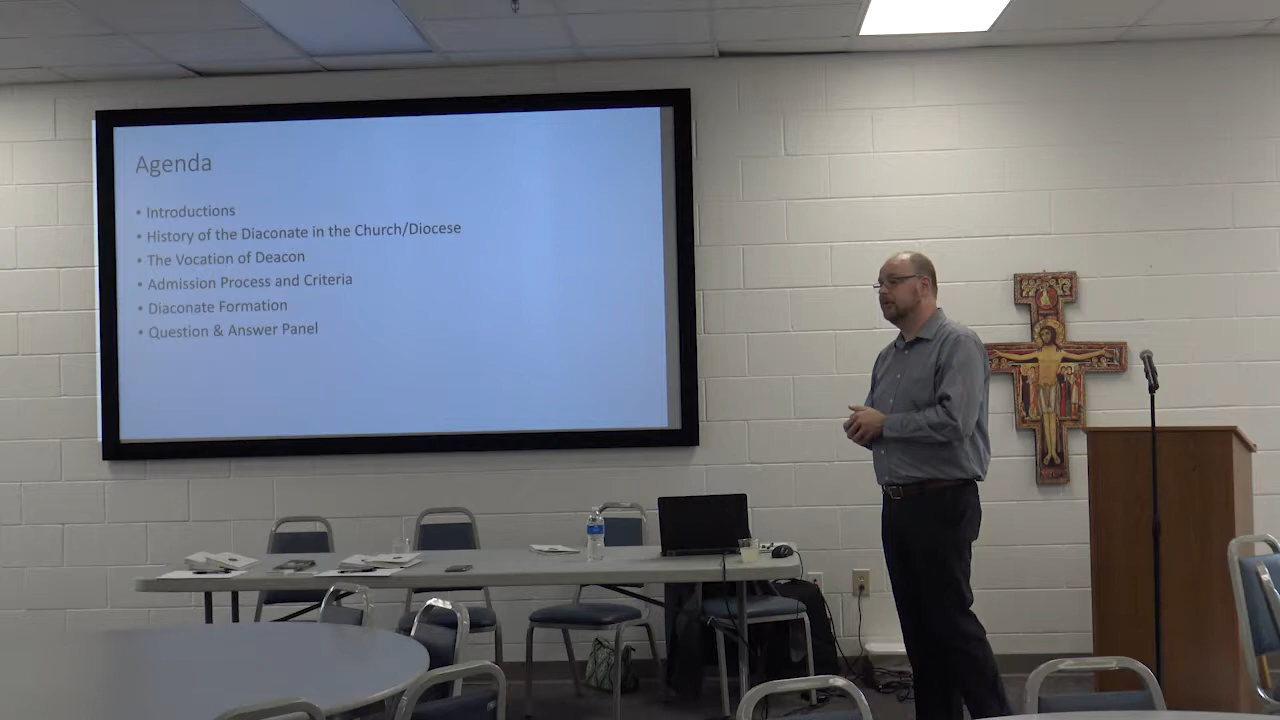 Agenda
• Introductions
• History of the Diaconate in the Church/Diocese
• The Vocation of Deacon
• Admission Process and Criteria
• Diaconate Formation
• Question & Answer Panel